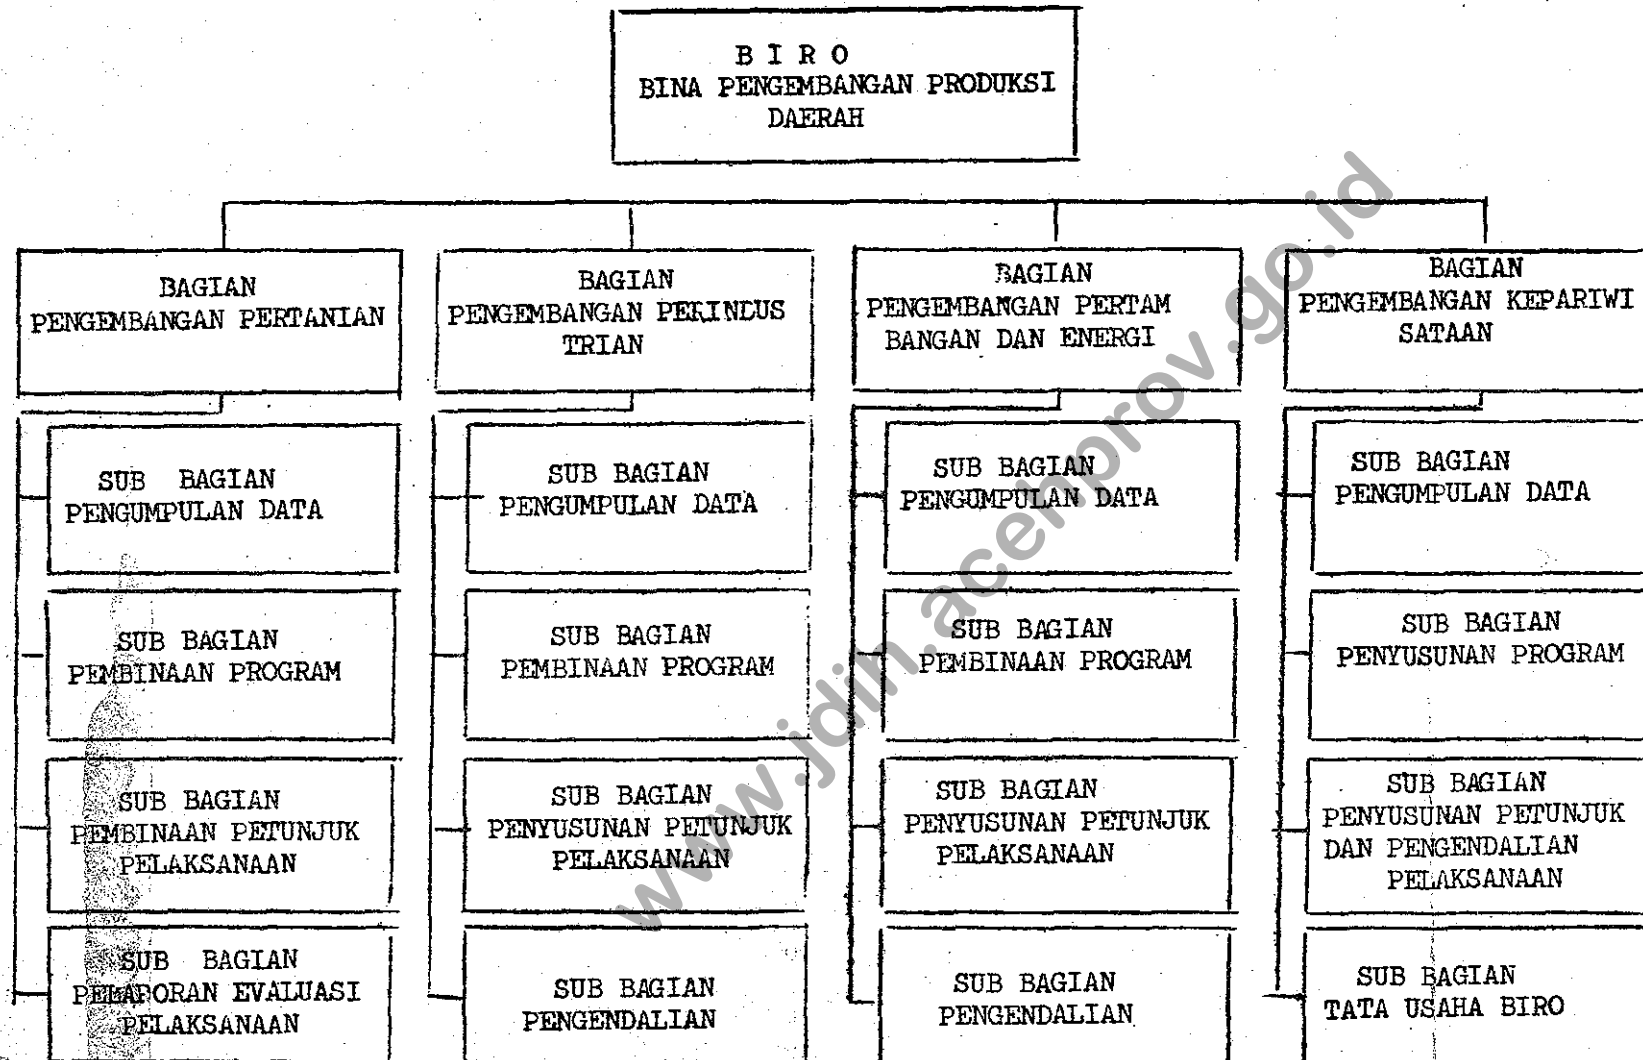 B I R O
BINA PENGEMBANGAN PRODUKSI
DAERAH
BAGIAN
PENGEMBANGAN PERTANIAN
BAGIAN
PENGEMBANGAN PERINDUS
TRIAN
BAGIAN
PENGEMBANGAN PERTAM
BANGAN DAN ENERGI
BAGIAN
PENGEMBANGAN KEPARIWI
SATAAN
SUB BAGIAN
PENGUMPULAN DATA
SUB BAGIAN
PENGUMPULAN DATA
SUB BAGIAN
PENGUMPULAN DATA
SUB BAGIAN
PENGUMPULAN DATA
SUB BAGIAN
PEMBINAAN PROGRAM
SUB BAGIAN
PEMBINAAN PROGRAM
SUB BAGIAN
PEMBINAAN PROGRAM
SUB BAGIAN
PENYUSUNAN PROGRAM
SUB BAGIAN
PEMBINAAN PETUNJUK
PELAKSANAAN
SUB BAGIAN
PENYUSUNAN PETUNJUK
PELAKSANAAN
SUB BAGIAN
PENYUSUNAN PETUNJUK
PELAKSANAAN
SUB BAGIAN
PENYUSUNAN PETUNJUK
DAN PENGENDALIAN
PELAKSANAAN
SUB BAGIAN
PELAPORAN EVALUASI
PELAKSANAAN
SUB BAGIAN
PENGENDALIAN
SUB BAGIAN
PENGENDALIAN
SUB BAGIAN
TATA USAHA BIRO
www.jdih.acehprov.go.id